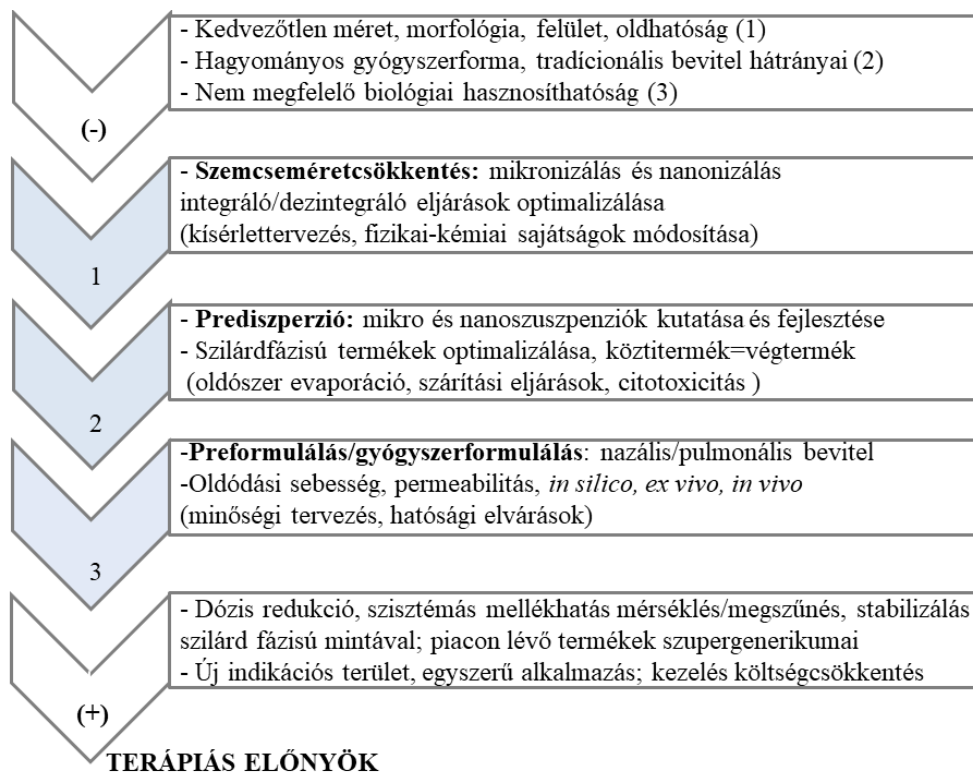 - Kedvezőtlen méret, morfológia, felület, oldhatóság (1)
- Hagyományos gyógyszerforma, tradícionális bevitel hátrányai (2)
- Nem megfelelő biológiai hasznosíthatóság (3)
(-)
- Szemcseméretcsökkentés: mikronizálás és nanonizálás
integráló/dezintegráló eljárások optimalizálása
(kísérlettervezés, fizikai-kémiai sajátságok módosítása)
1
- Prediszperzió: mikro és nanoszuszpenziók kutatása és fejlesztése
- Szilárdfázisú termékek optimalizálása, köztitermék=végtermék
(oldószer evaporáció, szárítási eljárások, citotoxicitás )
2
-Preformulálás/gyógyszerformulálás: nazális/pulmonális bevitel
-Oldódási sebesség, permeabilitás, in silico, ex vivo, in vivo
(minőségi tervezés, hatósági elvárások)
3
- Dózis redukció, szisztémás mellékhatás mérséklés/megszűnés, stabilizálás
szilárd fázisú mintával; piacon lévő termékek szupergenerikumai
- Új indikációs terület, egyszerű alkalmazás; kezelés költségcsökkentés
(+)
TERÁPIÁS ELŐNYÖK